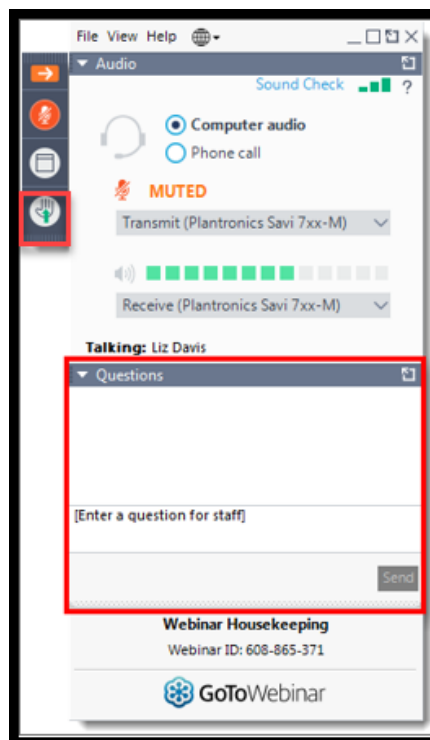 File View Help
Audio
Sound Check ?
Computer audio
Phone call
MUTED
Transmit (Plantronics Savi 7xx-M)
Receive (Plantronics Savi 7xx-M)
Talking: Liz Davis
Questions
[Enter a question for staff]
Send
Webinar Housekeeping
Webinar ID: 608-865-371
GoToWebinar